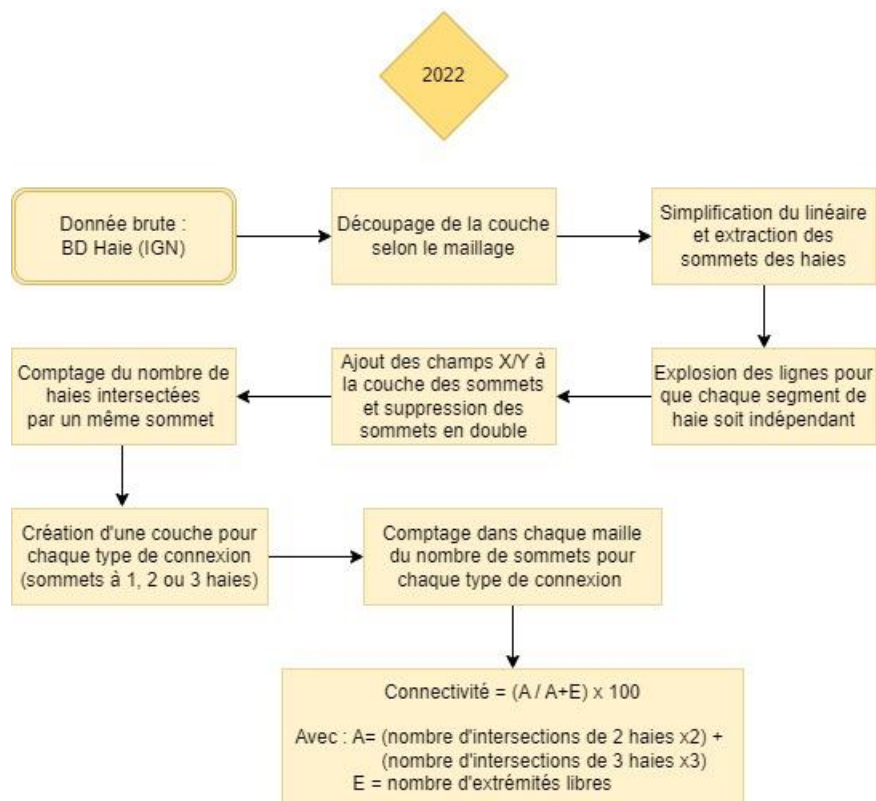 2022
Donnée brute :
BD Haie (IGN)
Découpage de la couche
selon le maillage
Simplification du linéaire
et extraction des
sommets des haies
Explosion des lignes pour
que chaque segment de
haie soit indépendant
Ajout des champs X/Y à
la couche des sommets
et suppression des
sommets en double
Comptage du nombre de
haies intersectées
par un même sommet
Création d'une couche pour
chaque type de connexion
(sommets à 1, 2 ou 3 haies)
Comptage dans chaque maille
du nombre de sommets pour
chaque type de connexion
Connectivité = (A / A+E) x 100
Avec : A= (nombre d'intersections de 2 haies x2) +
(nombre d'intersections de 3 haies x3)
E = nombre d'extrémités libres